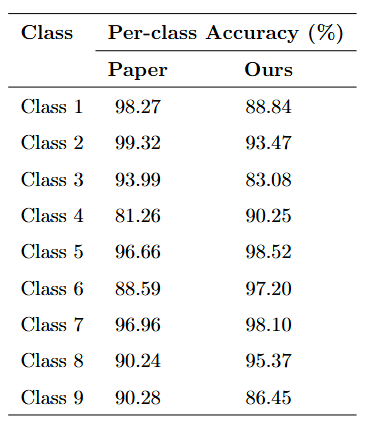 Class Per-class Accuracy (%)
Paper Ours
Class 1 98.27 88.84
Class 2 99.32 93.47
Class 3 93.99 83.08
Class 4 81.26 90.25
Class 5 96.66 98.52
Class 6 88.59 97.20
Class 7 96.96 98.10
Class 8 90.24 95.37
Class 9 90.28 86.45